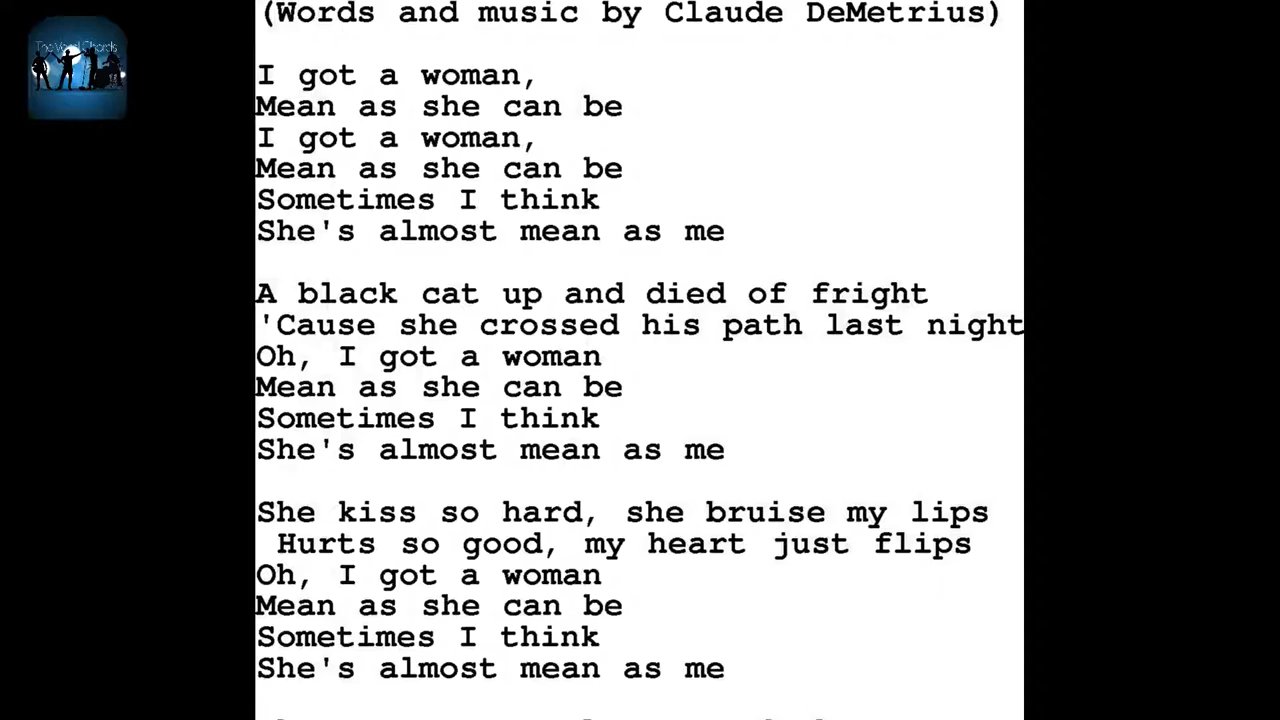 The Vocal Chords
(Words and music by Claude DeMetrius)
I got a woman,
Mean as she can be
I got a woman,
Mean as she can be
Sometimes I think
She's almost mean as me
A black cat up and died of fright
'Cause she crossed his path last night
Oh, I got a woman
Mean as she can be
Sometimes I think
She's almost mean as me
She kiss so hard, she bruise my lips
Hurts so good, my heart just flips
Oh, I got a woman
Mean as she can be
Sometimes I think
She's almost mean as me